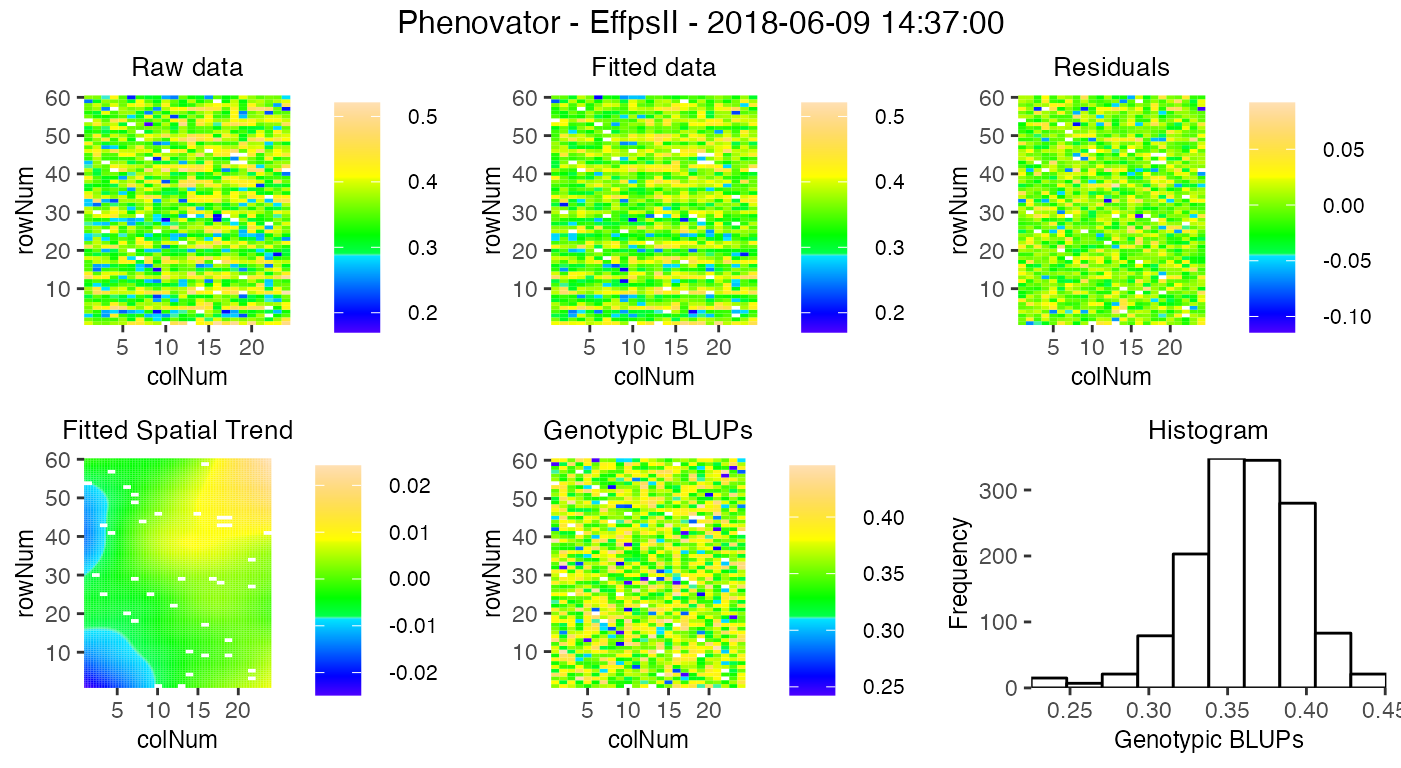 Phenovator - EffpsII - 2018-06-09 14:37:00
Raw data
60
50
40
30
20
10
rowNum
5 10 15 20
colNum
0.5
0.4
0.3
0.2
Fitted data
60
50
40
30
20
10
rowNum
5 10 15 20
colNum
0.5
0.4
0.3
0.2
Residuals
60
50
40
30
20
10
rowNum
5 10 15 20
colNum
0.05
0.00
-0.05
-0.10
Fitted Spatial Trend
60
50
40
30
20
10
rowNum
5 10 15 20
colNum
0.02
0.01
0.00
-0.01
-0.02
Genotypic BLUPs
60
50
40
30
20
10
rowNum
5 10 15 20
colNum
0.40
0.35
0.30
0.25
Histogram
300
200
100
0
Frequency
0.25 0.30 0.35 0.40 0.45
Genotypic BLUPs